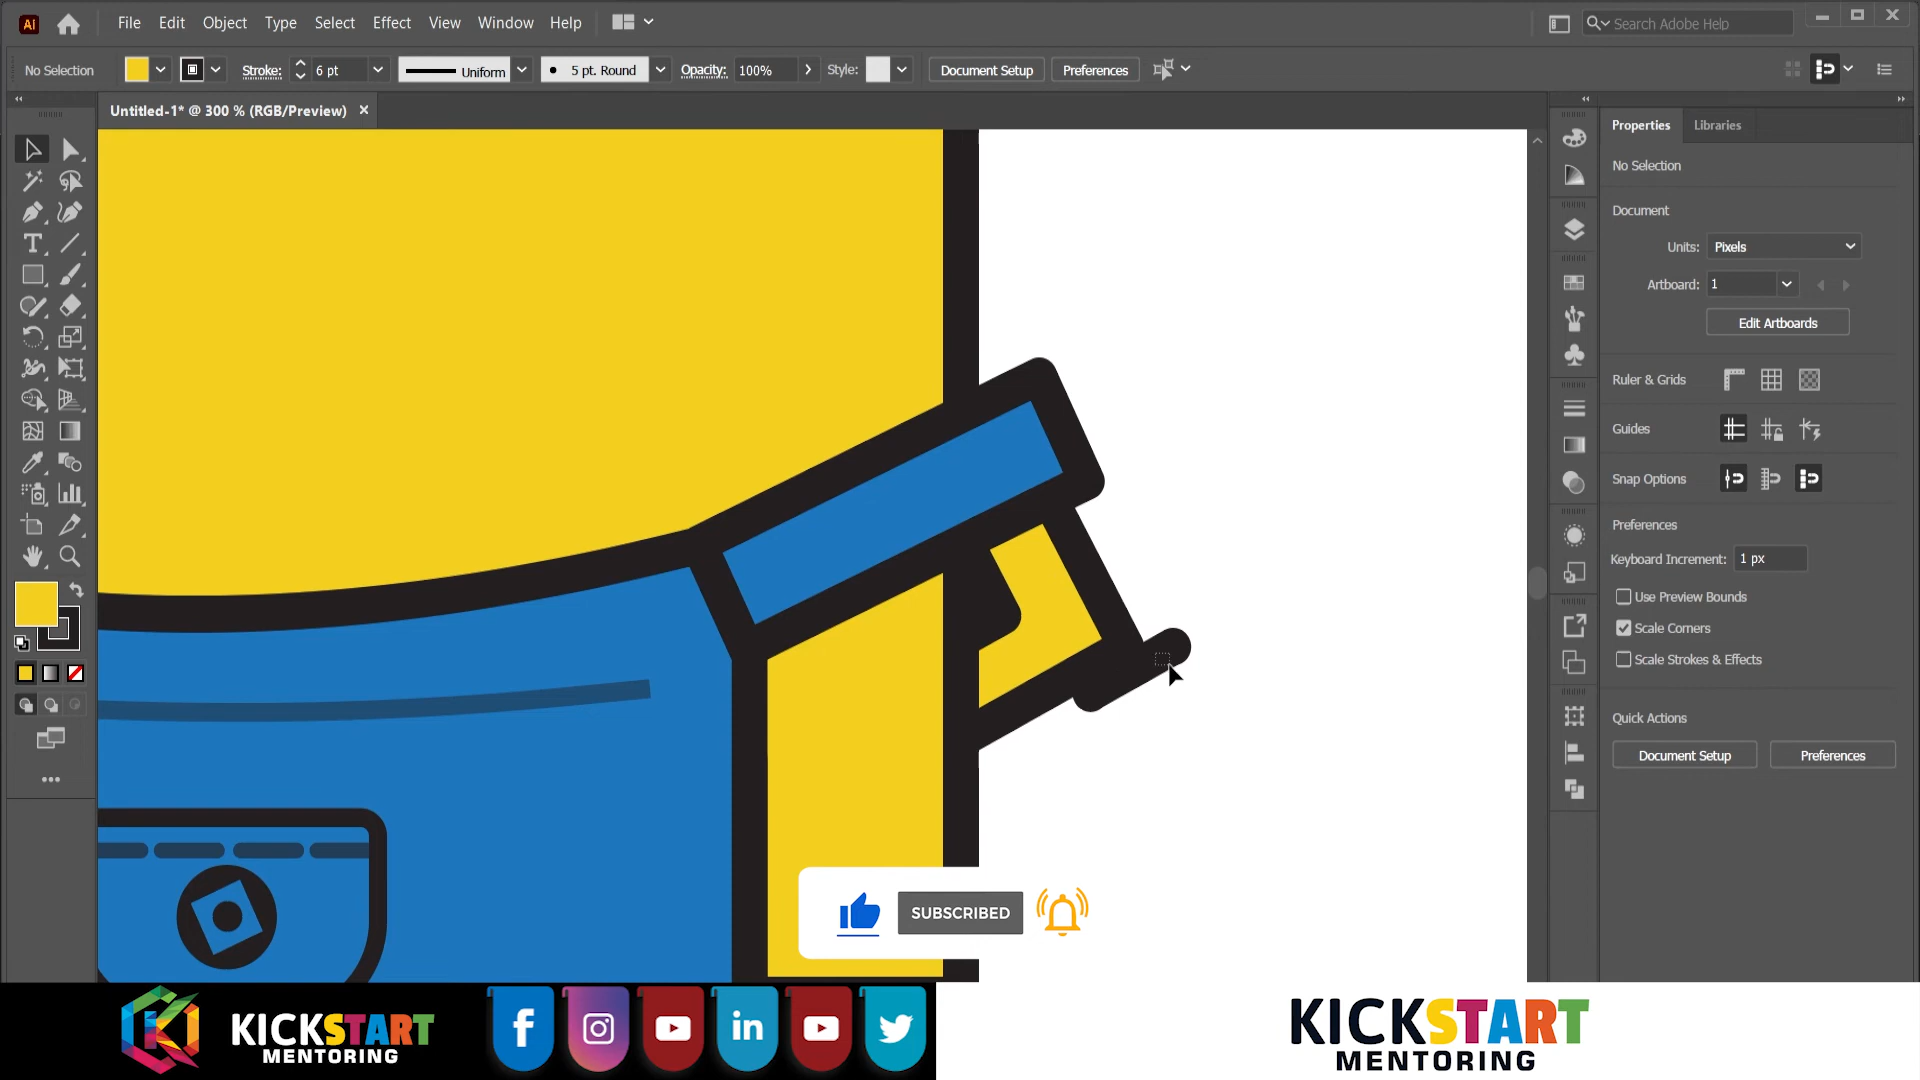 Ai File Edit Object Type Select Effect View Window Help Search Adobe Help
No Selection Stroke: 6 pt Uniform 5 pt. Round Opacity: 100% Style: Document Setup Preferences
Untitled-1* @ 300 % (RGB/Preview) ×
Properties Libraries
No Selection
Document
Units: Pixels
Artboard: 1
Edit Artboards
Ruler & Grids
Guides
Snap Options
Preferences
Keyboard Increment: 1 px
Use Preview Bounds
Scale Corners
Scale Strokes & Effects
Quick Actions
Document Setup Preferences
SUBSCRIBED
KICKSTART
MENTORING
KICKSTART
MENTORING